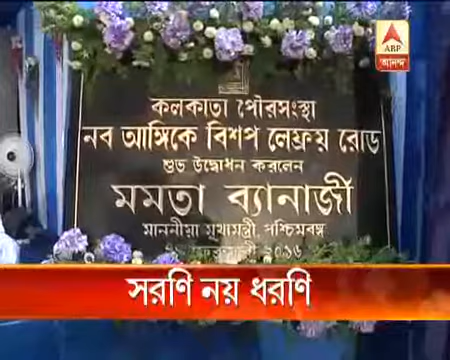 abp
ABP
আনন্দ
কলকাতা পৌরসংস্থা
নব আঙ্গিকে বিশপ লেফ্রয় রোড
শুভ উদ্বোধন করলেন
মমতা ব্যানার্জী
মাননীয়া মুখ্যমন্ত্রী, পশ্চিমবঙ্গ
২০১৬
সরণি নয় ধরণি